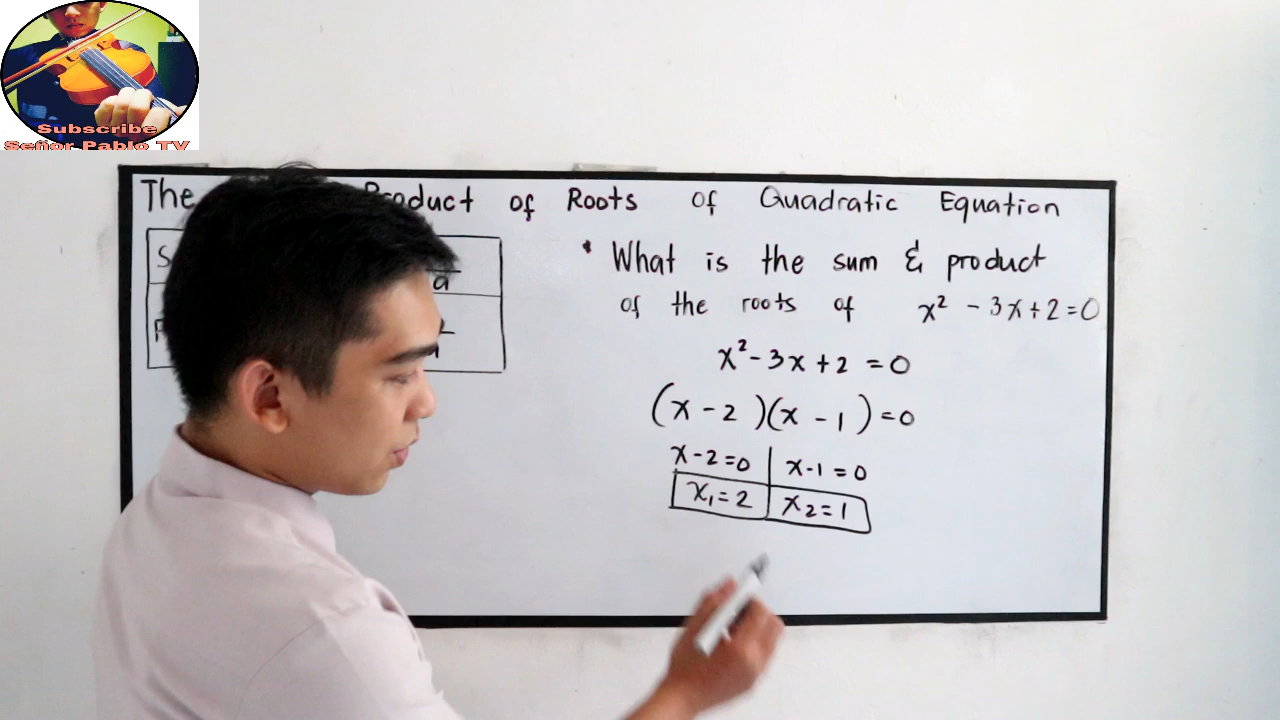 Subscribe
Señor Pablo TV
The Product of Roots of Quadratic Equation
S a
P
* What is the sum & product
of the roots of x² - 3x + 2 = 0
x² - 3x + 2 = 0
(x - 2)(x - 1) = 0
x - 2 = 0 | x - 1 = 0
x₁ = 2 | x₂ = 1